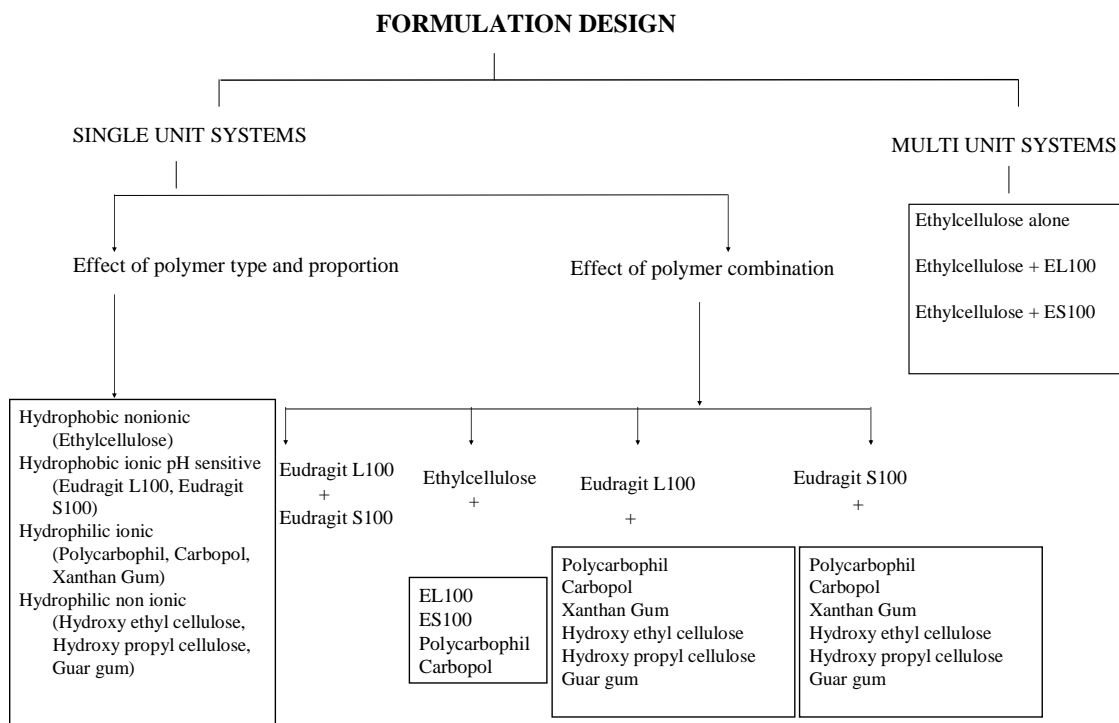 FORMULATION DESIGN
SINGLE UNIT SYSTEMS
MULTI UNIT SYSTEMS
Ethylcellulose alone
Ethylcellulose + EL100
Ethylcellulose + ES100
Effect of polymer type and proportion
Effect of polymer combination
Hydrophobic nonionic
(Ethylcellulose)
Hydrophobic ionic pH sensitive
(Eudragit L100, Eudragit
S100)
Hydrophilic ionic
(Polycarbophil, Carbopol,
Xanthan Gum)
Hydrophilic non ionic
(Hydroxy ethyl cellulose,
Hydroxy propyl cellulose,
Guar gum)
Eudragit L100
+
Eudragit S100
Ethylcellulose
+
EL100
ES100
Polycarbophil
Carbopol
Eudragit L100
+
Polycarbophil
Carbopol
Xanthan Gum
Hydroxy ethyl cellulose
Hydroxy propyl cellulose
Guar gum
Eudragit S100
+
Polycarbophil
Carbopol
Xanthan Gum
Hydroxy ethyl cellulose
Hydroxy propyl cellulose
Guar gum